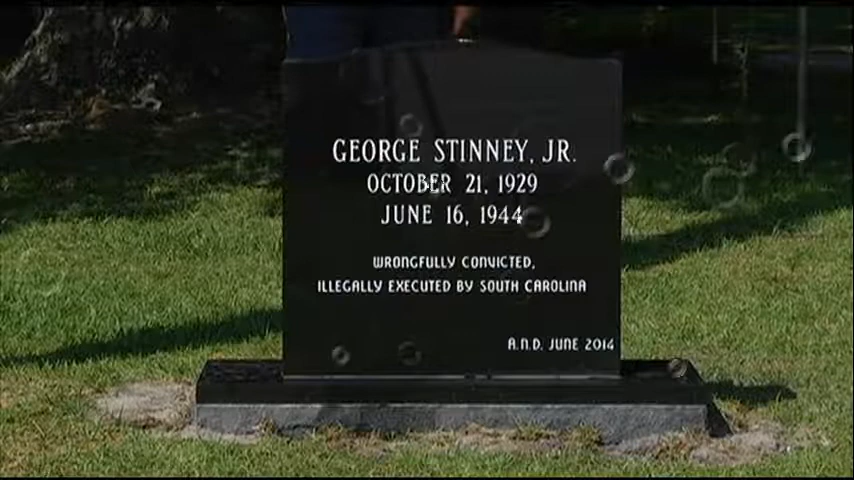 GEORGE STINNEY, JR.
OCTOBER 21, 1929
JUNE 16, 1944
WRONGFULLY CONVICTED,
ILLEGALLY EXECUTED BY SOUTH CAROLINA
A.N.D. JUNE 2014